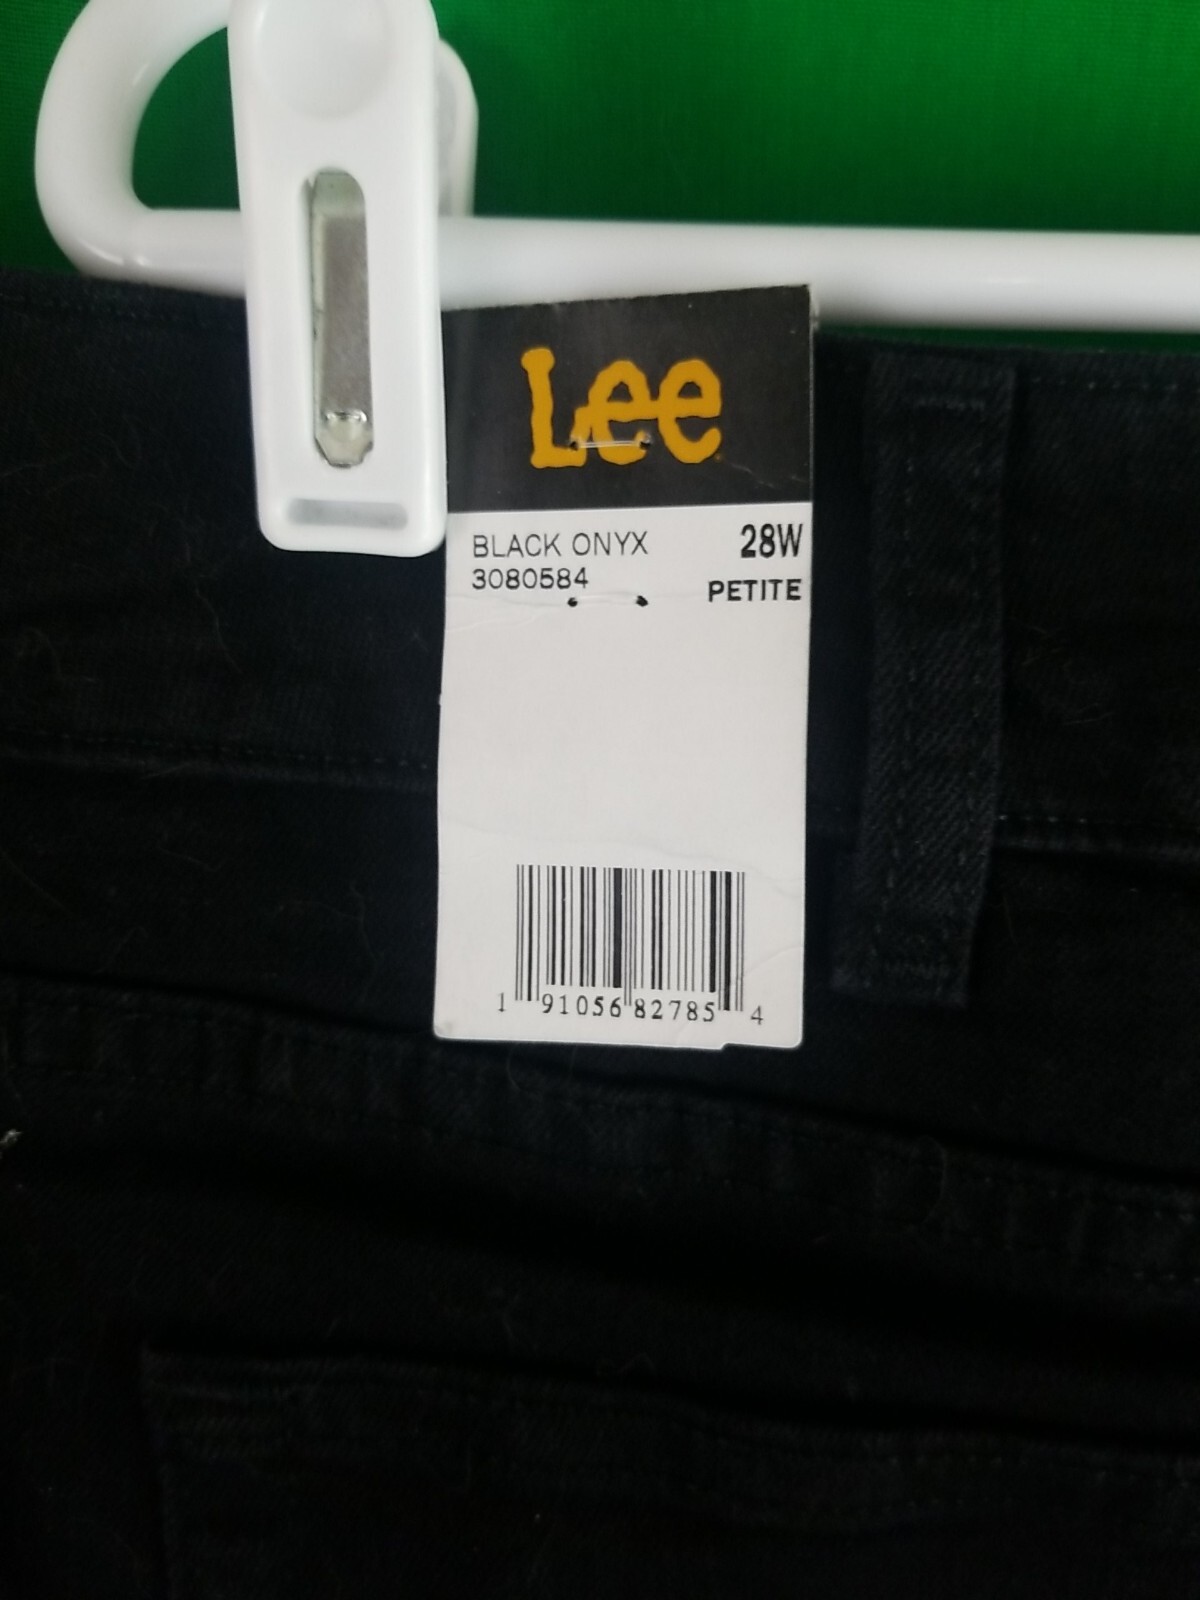 Lee
BLACK ONYX 28W
3080584 PETITE
1 91056 82785 4